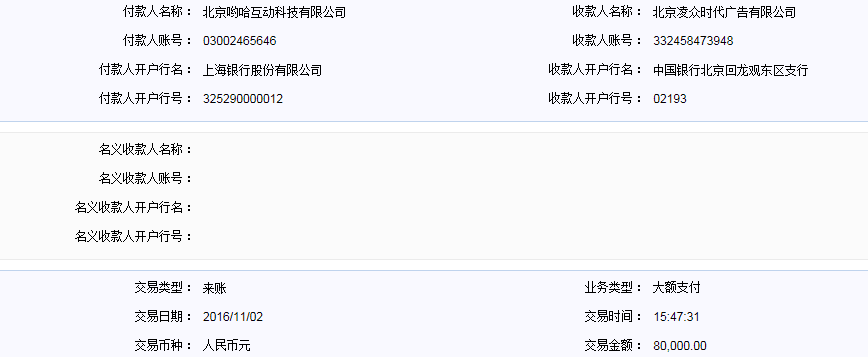 付款人名称： 北京哟哈互动科技有限公司 收款人名称： 北京凌众时代广告有限公司
付款人账号： 03002465646 收款人账号： 332458473948
付款人开户行名： 上海银行股份有限公司 收款人开户行名： 中国银行北京回龙观东区支行
付款人开户行号： 325290000012 收款人开户行号： 02193
名义收款人名称：
名义收款人账号：
名义收款人开户行名：
名义收款人开户行号：
交易类型： 来账 业务类型： 大额支付
交易日期： 2016/11/02 交易时间： 15:47:31
交易币种： 人民币元 交易金额： 80,000.00